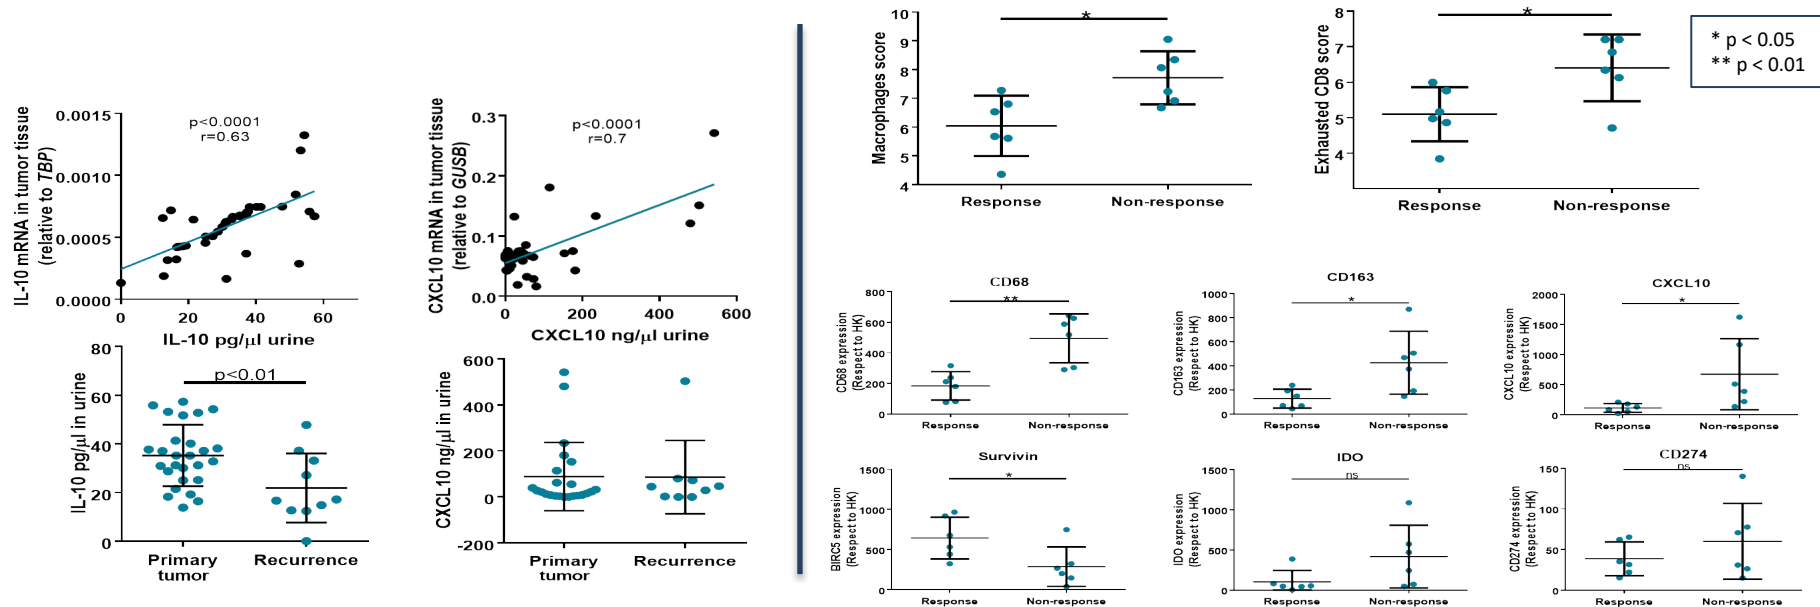 IL-10 mRNA in tumor tissue
(relative to TBP)
0.0015
0.0010
0.0005
0.0000
p<0.0001
r=0.63
0
20
40
60
IL-10 pg/μl urine
CXCL10 mRNA in tumor tissue
(relative to GUSB)
0.3
0.2
0.1
0.0
p<0.0001
r=0.7
0
200
400
600
CXCL10 ng/μl urine
IL-10 pg/μl in urine
80
60
40
20
0
p<0.01
Primary
tumor
Recurrence
CXCL10 ng/μl in urine
600
400
200
0
-200
Primary
tumor
Recurrence
Macrophages score
10
9
8
7
6
5
4
*
Response
Non-response
Exhausted CD8 score
8
7
6
5
4
*
Response
Non-response
* p < 0.05
** p < 0.01
CD68
CD68 expression
(Respect to HK)
800
600
400
200
0
**
Response
Non-response
CD163
CD163 expression
(Respect to HK)
1000
800
600
400
200
0
*
Response
Non-response
CXCL10
CXCL10 expression
(Respect to HK)
2000
1500
1000
500
0
*
Response
Non-response
Survivin
BIRC5 expression
(Respect to HK)
1500
1000
500
0
*
Response
Non-response
IDO
IDO expression
(Respect to HK)
1500
1000
500
0
ns
Response
Non-response
CD274
CD274 expression
(Respect to HK)
150
100
50
0
ns
Response
Non-response